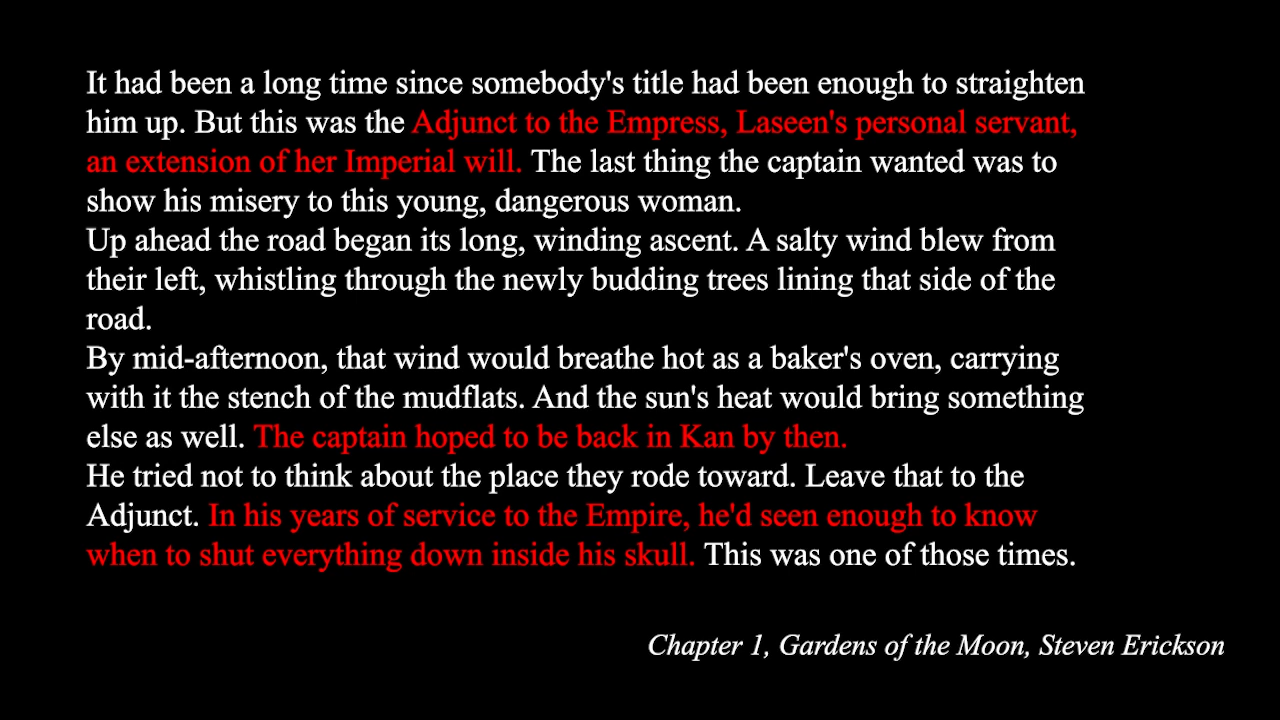 It had been a long time since somebody's title had been enough to straighten
him up. But this was the Adjunct to the Empress, Laseen's personal servant,
an extension of her Imperial will. The last thing the captain wanted was to
show his misery to this young, dangerous woman.
Up ahead the road began its long, winding ascent. A salty wind blew from
their left, whistling through the newly budding trees lining that side of the
road.
By mid-afternoon, that wind would breathe hot as a baker's oven, carrying
with it the stench of the mudflats. And the sun's heat would bring something
else as well. The captain hoped to be back in Kan by then.
He tried not to think about the place they rode toward. Leave that to the
Adjunct. In his years of service to the Empire, he'd seen enough to know
when to shut everything down inside his skull. This was one of those times.
Chapter 1, Gardens of the Moon, Steven Erickson